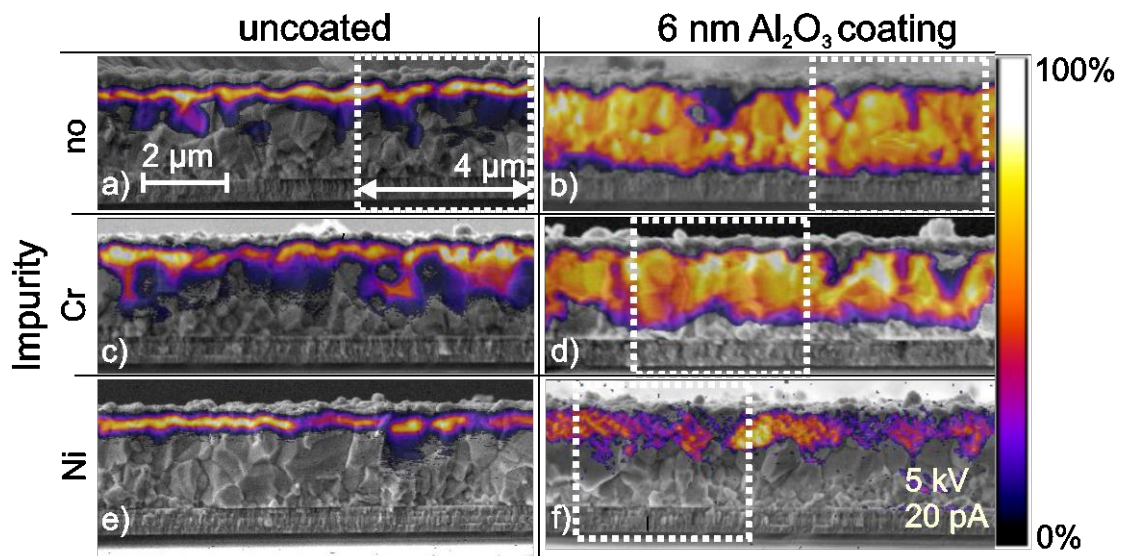 uncoated
6 nm Al₂O₃ coating
100%
no
2 µm
4 µm
a)
b)
Impurity
Cr
c)
d)
Ni
5 kV
20 pA
e)
f)
0%